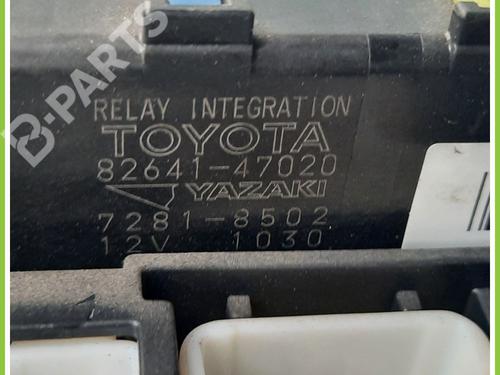 B-PARTS
RELAY INTEGRATION
TOYOTA
82641-47020
YAZAKI
7281-8502
12V 1030